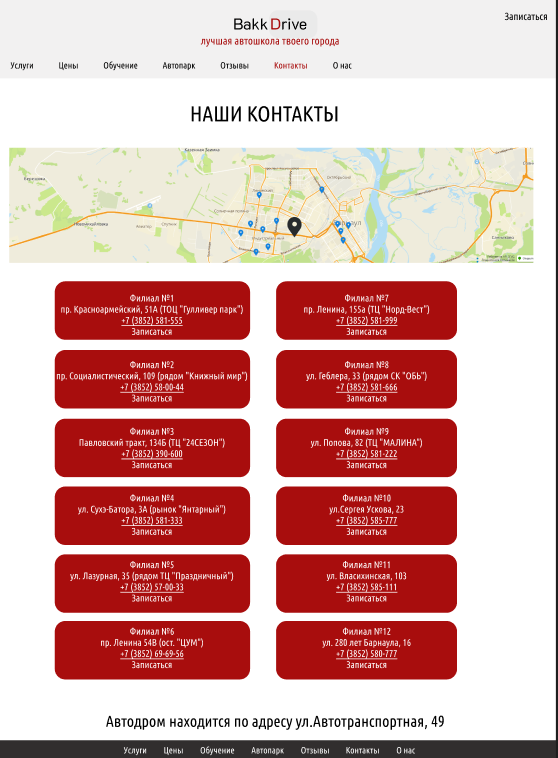 Записаться
Bakk Drive
лучшая автошкола твоего города
Услуги Цены Обучение Автопарк Отзывы Контакты О нас
НАШИ КОНТАКТЫ
Филиал №1
пр. Красноармейский, 51А (ТОЦ "Гулливер парк")
+7 (3852) 581-555
Записаться
Филиал №7
пр. Ленина, 155а (ТЦ "Норд-Вест")
+7 (3852) 581-999
Записаться
Филиал №2
пр. Социалистический, 109 (рядом "Книжный мир")
+7 (3852) 58-00-44
Записаться
Филиал №8
ул. Геблера, 33 (рядом СК "ОБЬ")
+7 (3852) 581-666
Записаться
Филиал №3
Павловский тракт, 134Б (ТЦ "24СЕЗОН")
+7 (3852) 390-600
Записаться
Филиал №9
ул. Попова, 82 (ТЦ "МАЛИНА")
+7 (3852) 581-222
Записаться
Филиал №4
ул. Сухэ-Батора, 3А (рынок "Янтарный")
+7 (3852) 581-333
Записаться
Филиал №10
ул.Сергея Ускова, 23
+7 (3852) 585-777
Записаться
Филиал №5
ул. Лазурная, 35 (рядом ТЦ "Праздничный")
+7 (3852) 57-00-33
Записаться
Филиал №11
ул. Власихинская, 103
+7 (3852) 585-111
Записаться
Филиал №6
пр. Ленина 54В (ост. "ЦУМ")
+7 (3852) 69-69-56
Записаться
Филиал №12
ул. 280 лет Барнаула, 16
+7 (3852) 580-777
Записаться
Автодром находится по адресу ул.Автотранспортная, 49
Услуги Цены Обучение Автопарк Отзывы Контакты О нас